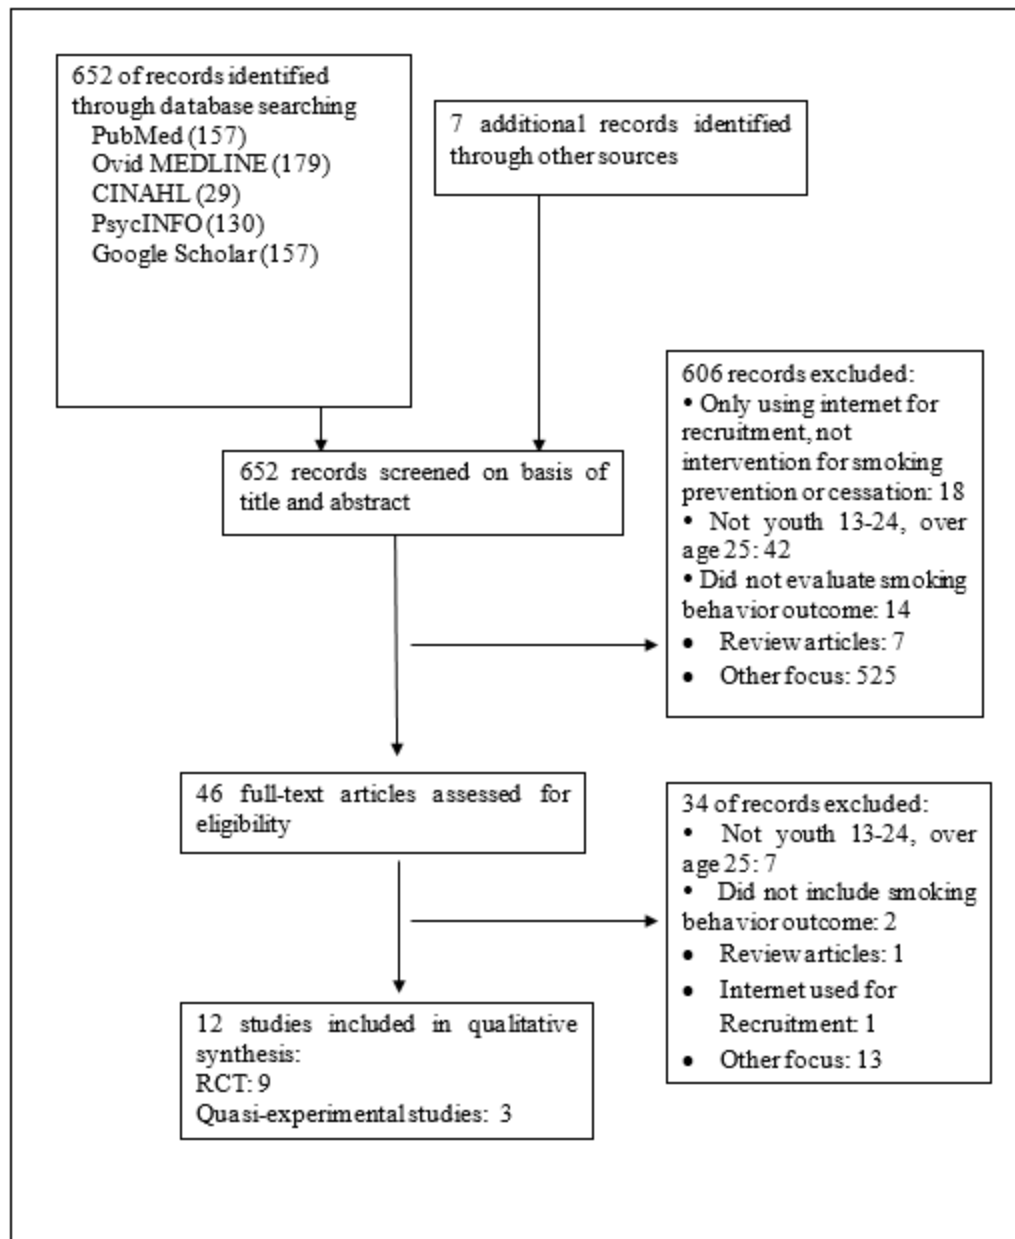 652 of records identified
through database searching
PubMed (157)
Ovid MEDLINE (179)
CINAHL (29)
PsycINFO (130)
Google Scholar (157)
7 additional records identified
through other sources
652 records screened on basis of
title and abstract
606 records excluded:
• Only using internet for
recruitment, not
intervention for smoking
prevention or cessation: 18
• Not youth 13-24, over
age 25: 42
• Did not evaluate smoking
behavior outcome: 14
• Review articles: 7
• Other focus: 525
46 full-text articles assessed for
eligibility
34 of records excluded:
• Not youth 13-24, over
age 25: 7
• Did not include smoking
behavior outcome: 2
• Review articles: 1
• Internet used for
Recruitment: 1
• Other focus: 13
12 studies included in qualitative
synthesis:
RCT: 9
Quasi-experimental studies: 3